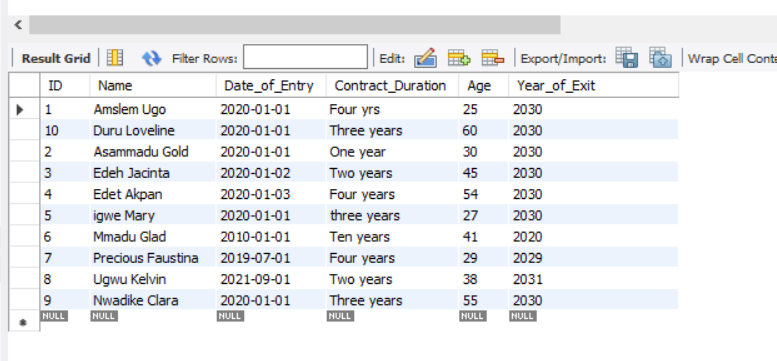 Result Grid Filter Rows: Edit: Export/Import: Wrap Cell Conte
ID Name Date_of_Entry Contract_Duration Age Year_of_Exit
1 Amslem Ugo 2020-01-01 Four yrs 25 2030
10 Duru Loveline 2020-01-01 Three years 60 2030
2 Asammadu Gold 2020-01-01 One year 30 2030
3 Edeh Jacinta 2020-01-02 Two years 45 2030
4 Edet Akpan 2020-01-03 Four years 54 2030
5 igwe Mary 2020-01-01 three years 27 2030
6 Mmadu Glad 2010-01-01 Ten years 41 2020
7 Precious Faustina 2019-07-01 Four years 29 2029
8 Ugwu Kelvin 2021-09-01 Two years 38 2031
9 Nwadike Clara 2020-01-01 Three years 55 2030
NULL NULL NULL NULL NULL NULL